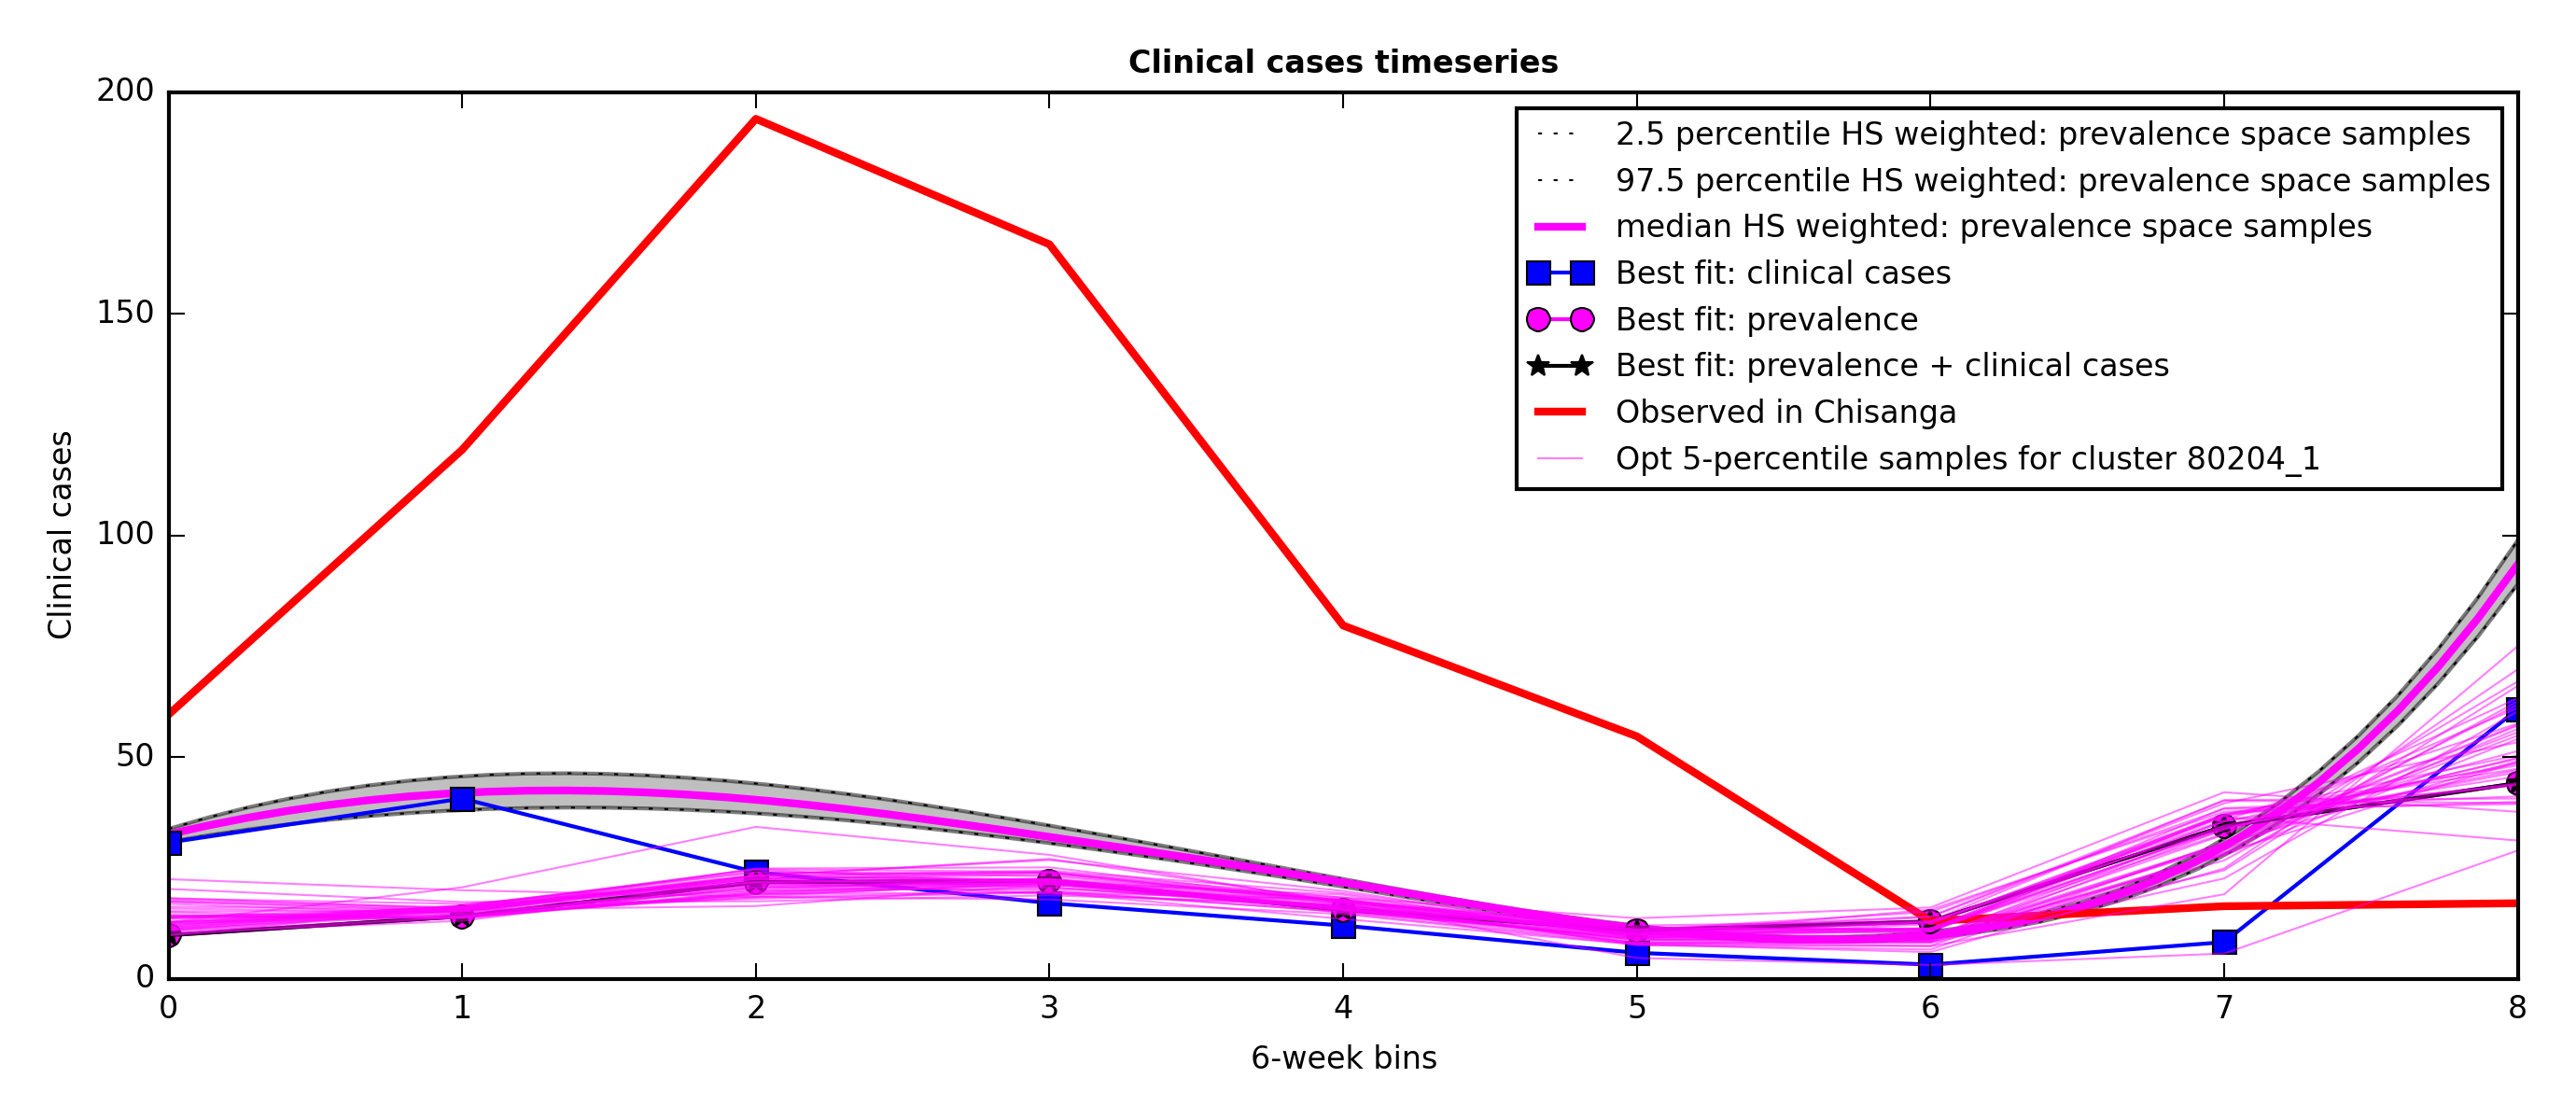 Clinical cases timeseries
200
150
100
50
0
Clinical cases
2.5 percentile HS weighted: prevalence space samples
97.5 percentile HS weighted: prevalence space samples
median HS weighted: prevalence space samples
Best fit: clinical cases
Best fit: prevalence
Best fit: prevalence + clinical cases
Observed in Chisanga
Opt 5-percentile samples for cluster 80204_1
0 1 2 3 4 5 6 7 8
6-week bins